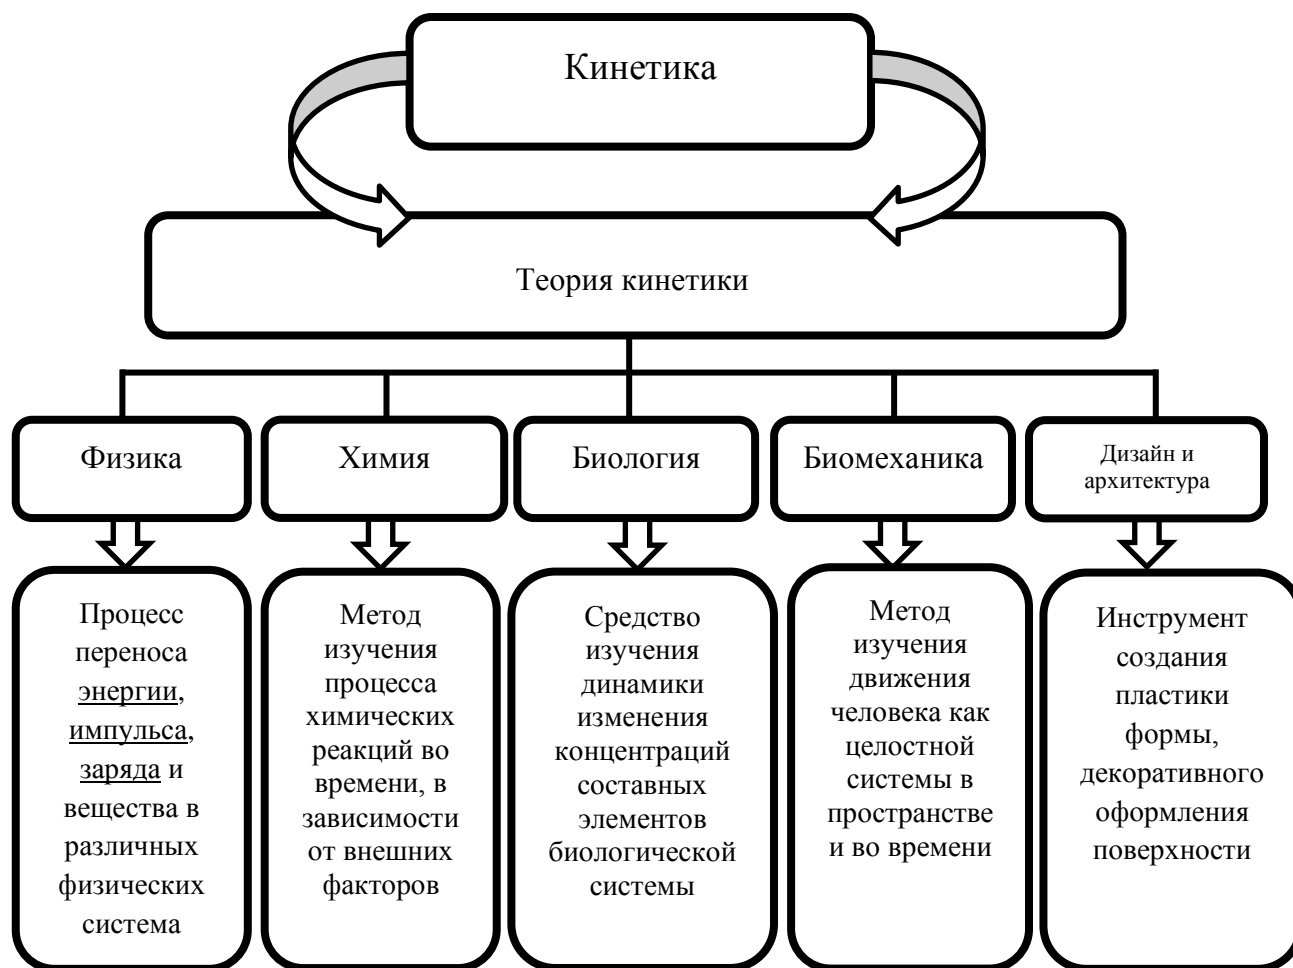 Кинетика
Теория кинетики
Физика
Химия
Биология
Биомеханика
Дизайн и
архитектура
Процесс
переноса
энергии,
импульса,
заряда и
вещества в
различных
физических
система
Метод
изучения
процесса
химических
реакций во
времени, в
зависимости
от внешних
факторов
Средство
изучения
динамики
изменения
концентраций
составных
элементов
биологической
системы
Метод
изучения
движения
человека как
целостной
системы в
пространстве
и во времени
Инструмент
создания
пластики
формы,
декоративного
оформления
поверхности